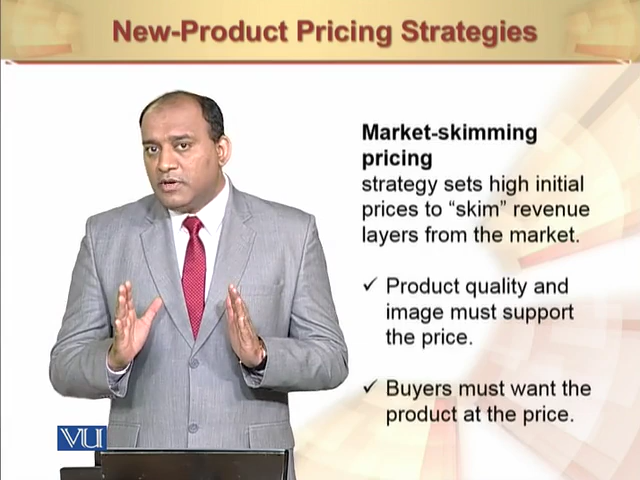 New-Product Pricing Strategies
Market-skimming
pricing
strategy sets high initial
prices to “skim” revenue
layers from the market.
✓ Product quality and
image must support
the price.
✓ Buyers must want the
product at the price.
VU